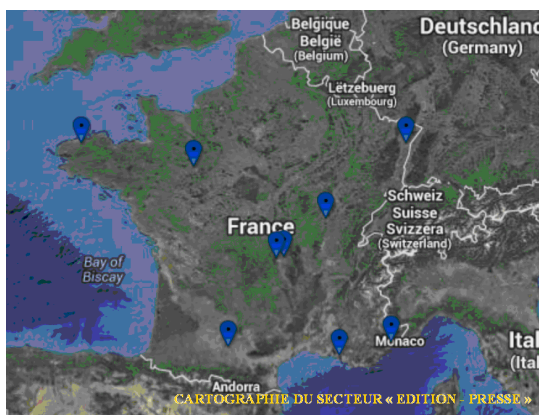 Belgique
België
(Belgium)
Deutschland
(Germany)
Lëtzebuerg
(Luxembourg)
Schweiz
Suisse
Svizzera
(Switzerland)
France
Bay of
Biscay
Monaco
Ital
(Ital
Andorra
CARTOGRAPHIE DU SECTEUR « EDITION - PRESSE »